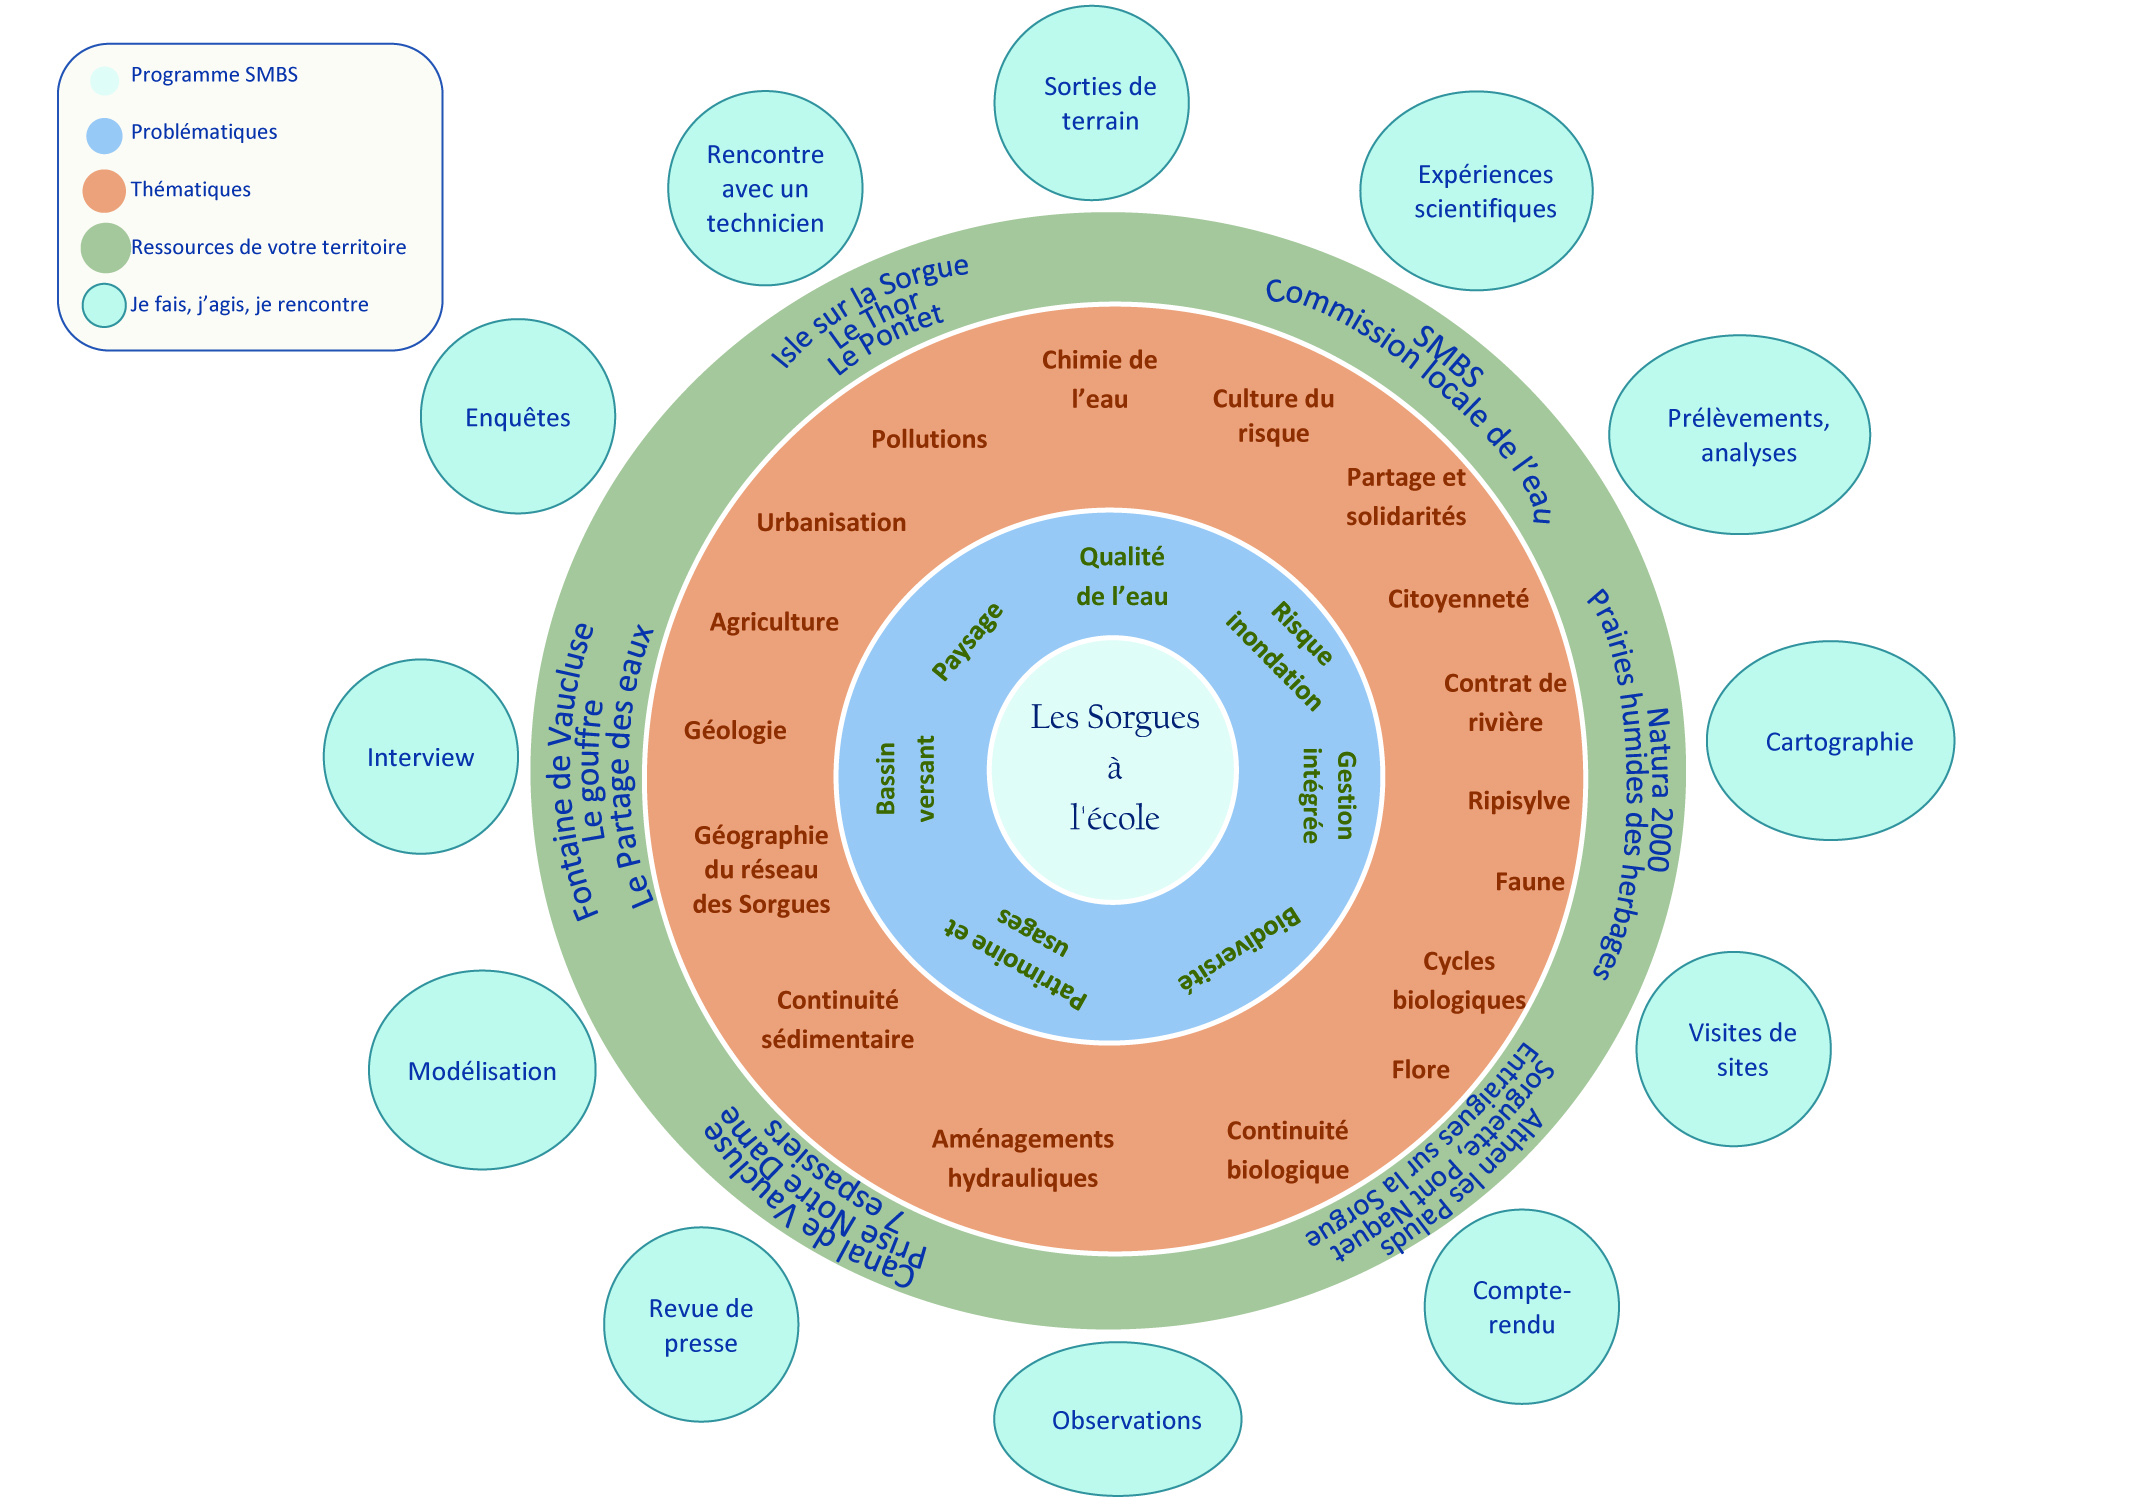 Programme SMBS
Problématiques
Thématiques
Ressources de votre territoire
Je fais, j’agis, je rencontre
Sorties de
terrain
Expériences
scientifiques
Prélèvements,
analyses
Cartographie
Visites de
sites
Compte-
rendu
Observations
Revue de
presse
Modélisation
Interview
Enquêtes
Rencontre
avec un
technicien
Isle sur la Sorgue
Le Thor
Le Pontet
SMBS
Commission locale de l’eau
Natura 2000
Prairies humides des herbages
Entraigues sur la Sorgue
Sorguette, Pont Naquet
Althen les Paluds
7 espassiers
Prise Notre Dame
Canal de Vaucluse
Fontaine de Vaucluse
Le gouffre
Le Partage des eaux
Chimie de
l’eau
Culture du
risque
Partage et
solidarités
Citoyenneté
Contrat de
rivière
Ripisylve
Faune
Cycles
biologiques
Flore
Continuité
biologique
Aménagements
hydrauliques
Continuité
sédimentaire
Géographie
du réseau
des Sorgues
Géologie
Agriculture
Urbanisation
Pollutions
Qualité
de l’eau
Risque
inondation
Gestion
intégrée
Biodiversité
Patrimoine et
usages
Bassin
versant
Paysage
Les Sorgues
à
l'école